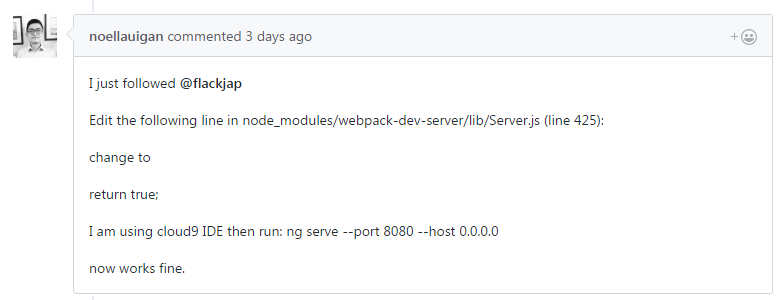 noellauigan commented 3 days ago
I just followed @flackjap
Edit the following line in node_modules/webpack-dev-server/lib/Server.js (line 425):
change to
return true;
I am using cloud9 IDE then run: ng serve --port 8080 --host 0.0.0.0
now works fine.